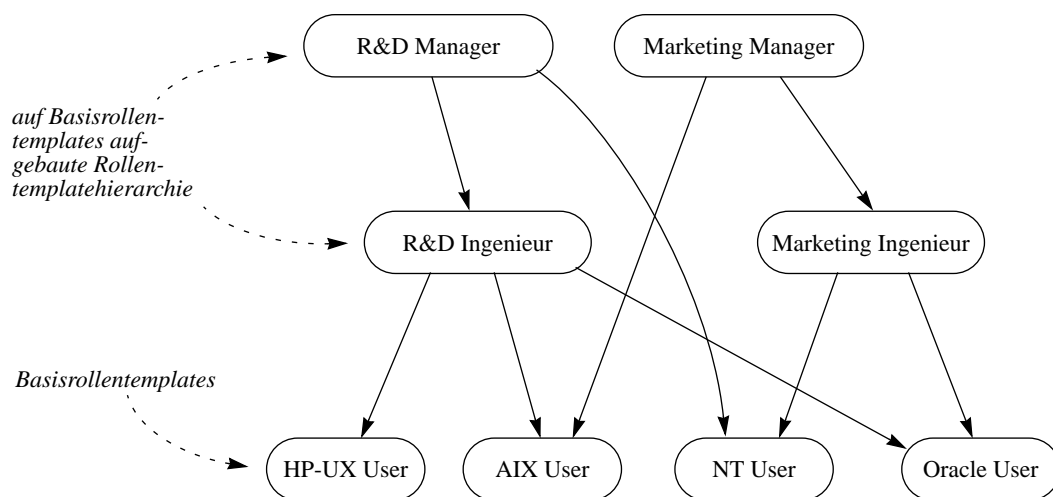 R&D Manager
Marketing Manager
auf Basisrollen-
templates auf-
gebaute Rollen-
templatehierarchie
R&D Ingenieur
Marketing Ingenieur
Basisrollentemplates
HP-UX User
AIX User
NT User
Oracle User